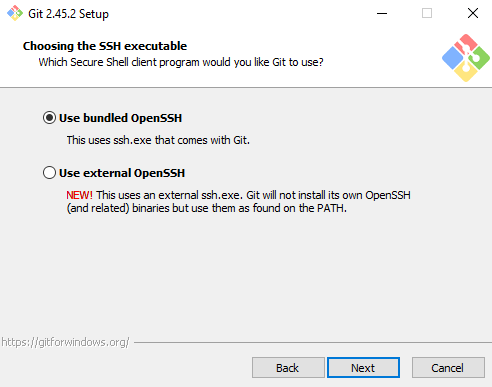 Git 2.45.2 Setup
Choosing the SSH executable
Which Secure Shell client program would you like Git to use?
Use bundled OpenSSH
This uses ssh.exe that comes with Git.
Use external OpenSSH
NEW! This uses an external ssh.exe. Git will not install its own OpenSSH
(and related) binaries but use them as found on the PATH.
https://gitforwindows.org/
Back
Next
Cancel